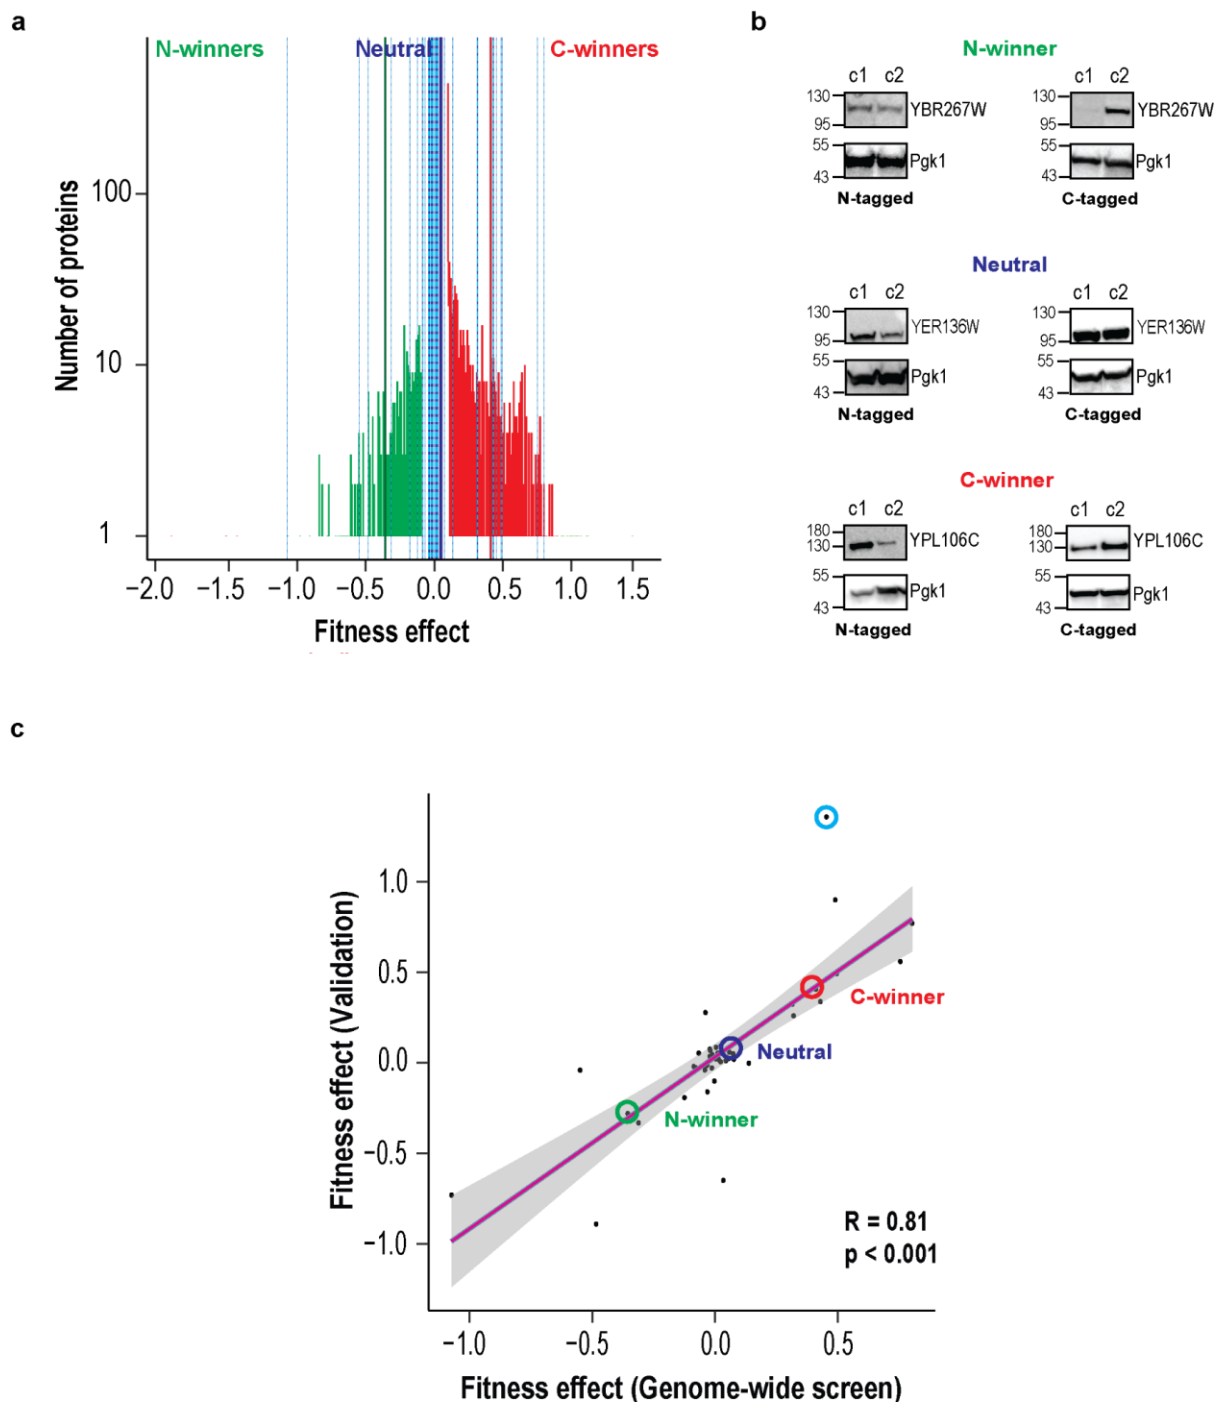 a
N-winners
Neutral
C-winners
Number of proteins
100
10
1
−2.0
−1.0
−1.0
−0.5
0.0
0.5
1.0
1.5
Fitness effect
b
N-winner
c1 c2
130
95
YBR267W
55
43
Pgk1
N-tagged
c1 c2
130
95
YBR267W
55
43
Pgk1
C-tagged
Neutral
c1 c2
130
95
YER136W
55
43
Pgk1
N-tagged
c1 c2
130
95
YER136W
55
43
Pgk1
C-tagged
C-winner
c1 c2
180
130
YPL106C
55
43
Pgk1
N-tagged
c1 c2
180
130
YPL106C
55
43
Pgk1
C-tagged
c
Fitness effect (Validation)
1.0
0.5
0.0
−0.5
−1.0
C-winner
Neutral
N-winner
R = 0.81
p < 0.001
−1.0
−0.5
0.0
0.5
Fitness effect (Genome-wide screen)